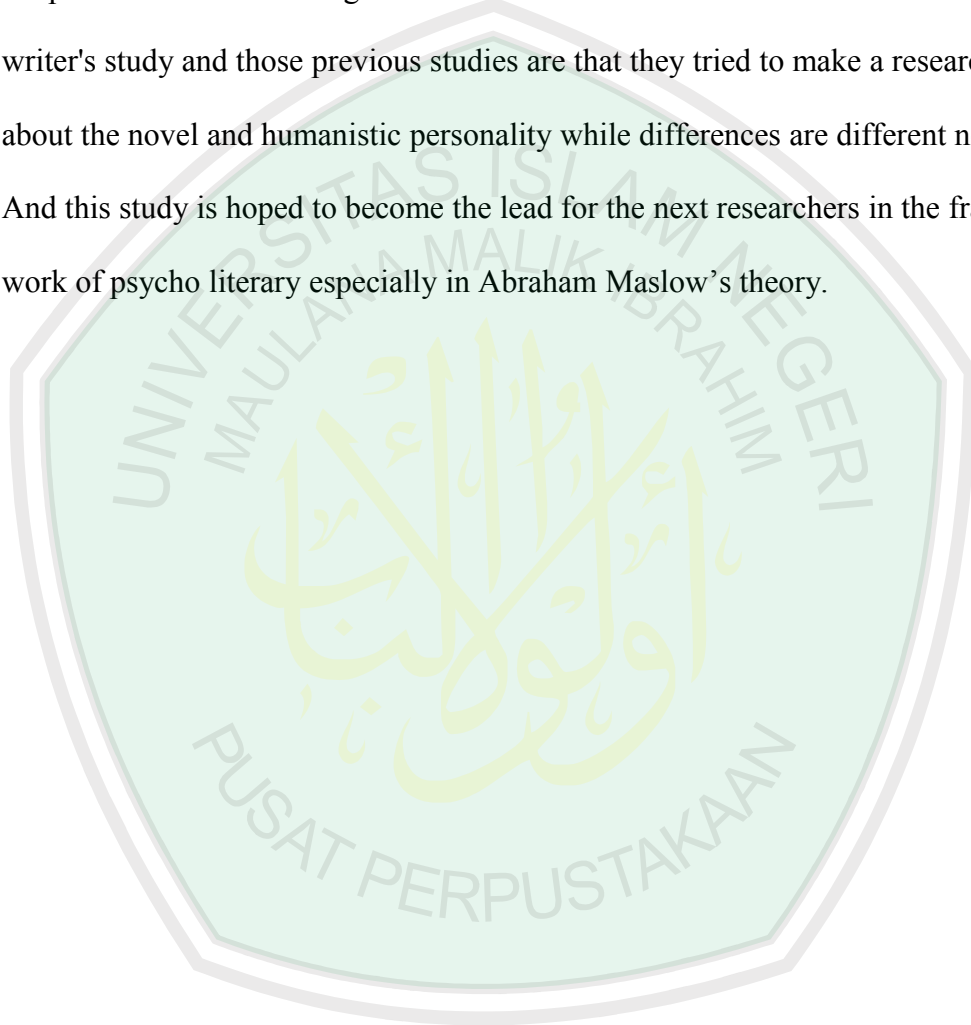 writer's study and those previous studies are that they tried to make a
about the novel and humanistic personality while differences are different
And this study is hoped to become the lead for the next researchers in the
work of psycho literary especially in Abraham Maslow’s theory.
UNIVERSITAS ISLAM NEGERI
MAULANA MALIK IBRAHIM
أولوا الألباب
PUSAT PERPUSTAKAAN